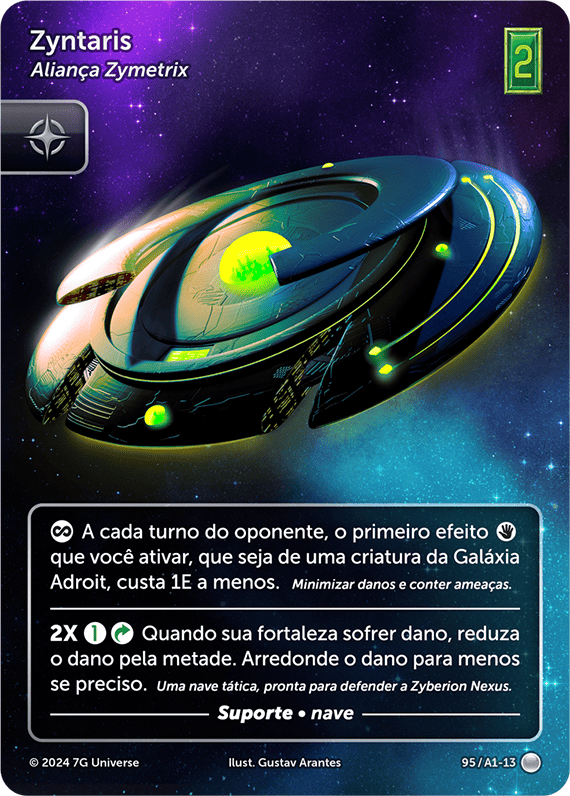 Zyntaris
Aliança Zymetrix
2
A cada turno do oponente, o primeiro efeito
que você ativar, que seja de uma criatura da Galáxia
Adroit, custa 1E a menos. Minimizar danos e conter ameaças.
2X 1 Quando sua fortaleza sofrer dano, reduza
o dano pela metade. Arredonde o dano para menos
se preciso. Uma nave tática, pronta para defender a Zyberion Nexus.
Suporte • nave
© 2024 7G Universe
Ilust. Gustav Arantes
95/A1-13